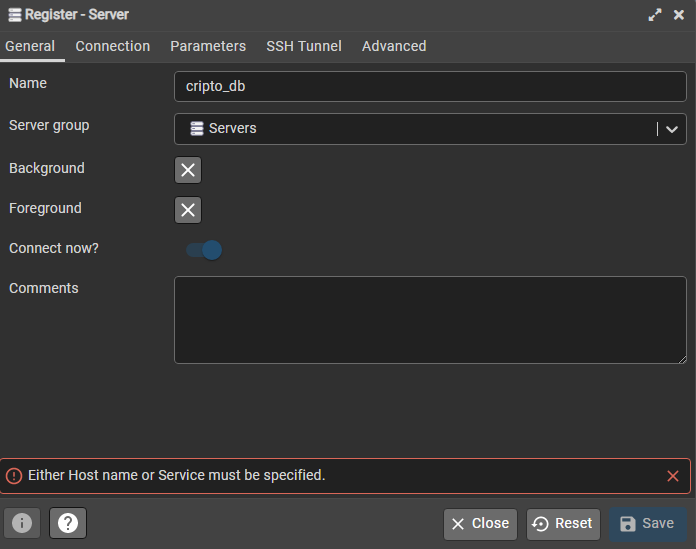 Register - Server
General Connection Parameters SSH Tunnel Advanced
Name cripto_db
Server group Servers
Background
Foreground
Connect now?
Comments
Either Host name or Service must be specified.
Close Reset Save